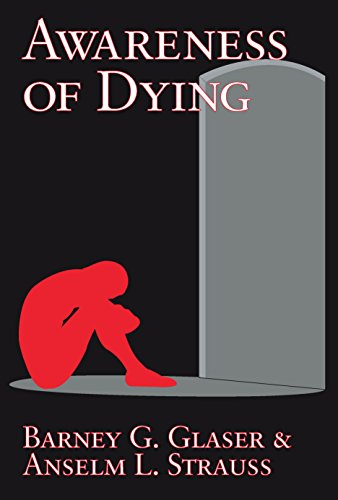 AWARENESS
OF DYING
BARNEY G. GLASER &
ANSELM L. STRAUSS